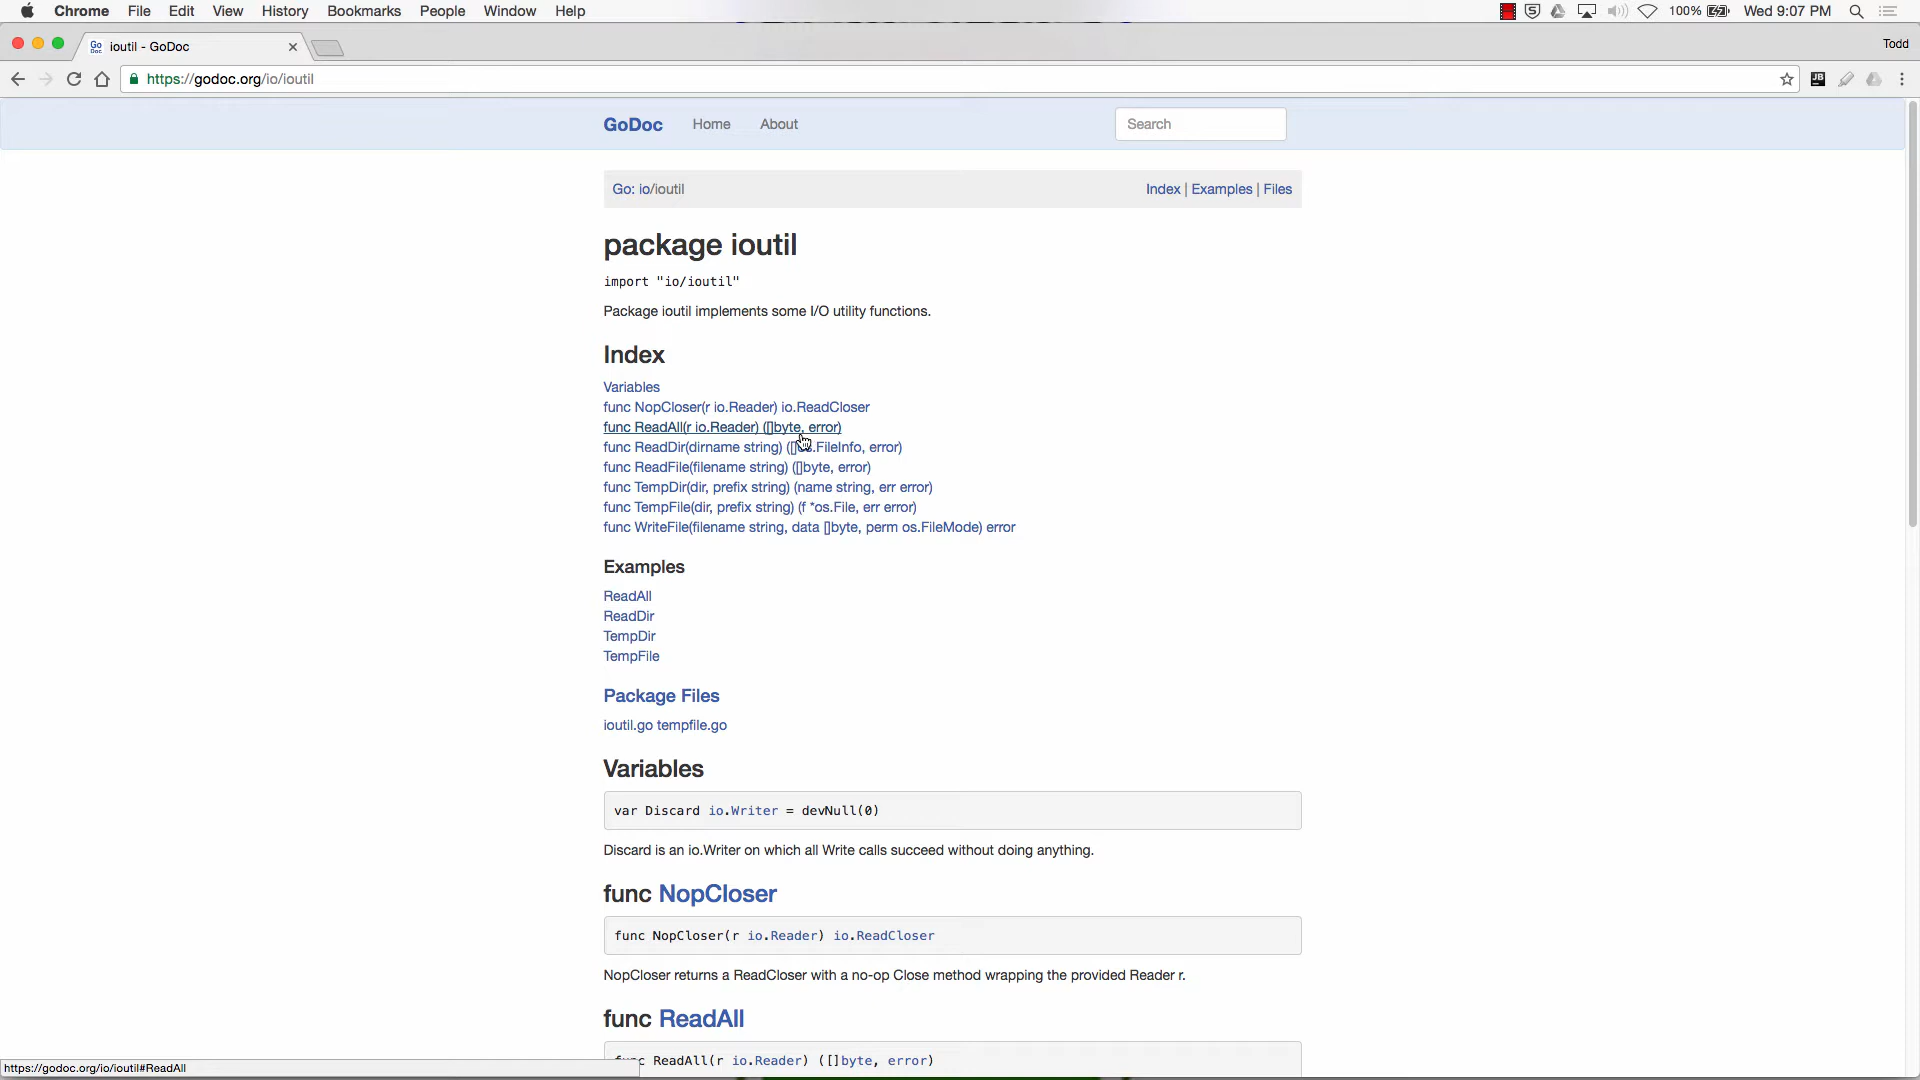 Chrome File Edit View History Bookmarks People Window Help 100% Wed 9:07 PM
Go Doc ioutil - GoDoc Todd
https://godoc.org/io/ioutil JB
GoDoc Home About Search
Go: io/ioutil Index | Examples | Files
package ioutil
import "io/ioutil"
Package ioutil implements some I/O utility functions.
Index
Variables
func NopCloser(r io.Reader) io.ReadCloser
func ReadAll(r io.Reader) ([]byte, error)
func ReadDir(dirname string) ([]os.FileInfo, error)
func ReadFile(filename string) ([]byte, error)
func TempDir(dir, prefix string) (name string, err error)
func TempFile(dir, prefix string) (f *os.File, err error)
func WriteFile(filename string, data []byte, perm os.FileMode) error
Examples
ReadAll
ReadDir
TempDir
TempFile
Package Files
ioutil.go tempfile.go
Variables
var Discard io.Writer = devNull(0)
Discard is an io.Writer on which all Write calls succeed without doing anything.
func NopCloser
func NopCloser(r io.Reader) io.ReadCloser
NopCloser returns a ReadCloser with a no-op Close method wrapping the provided Reader r.
func ReadAll
func ReadAll(r io.Reader) ([]byte, error)
https://godoc.org/io/ioutil#ReadAll